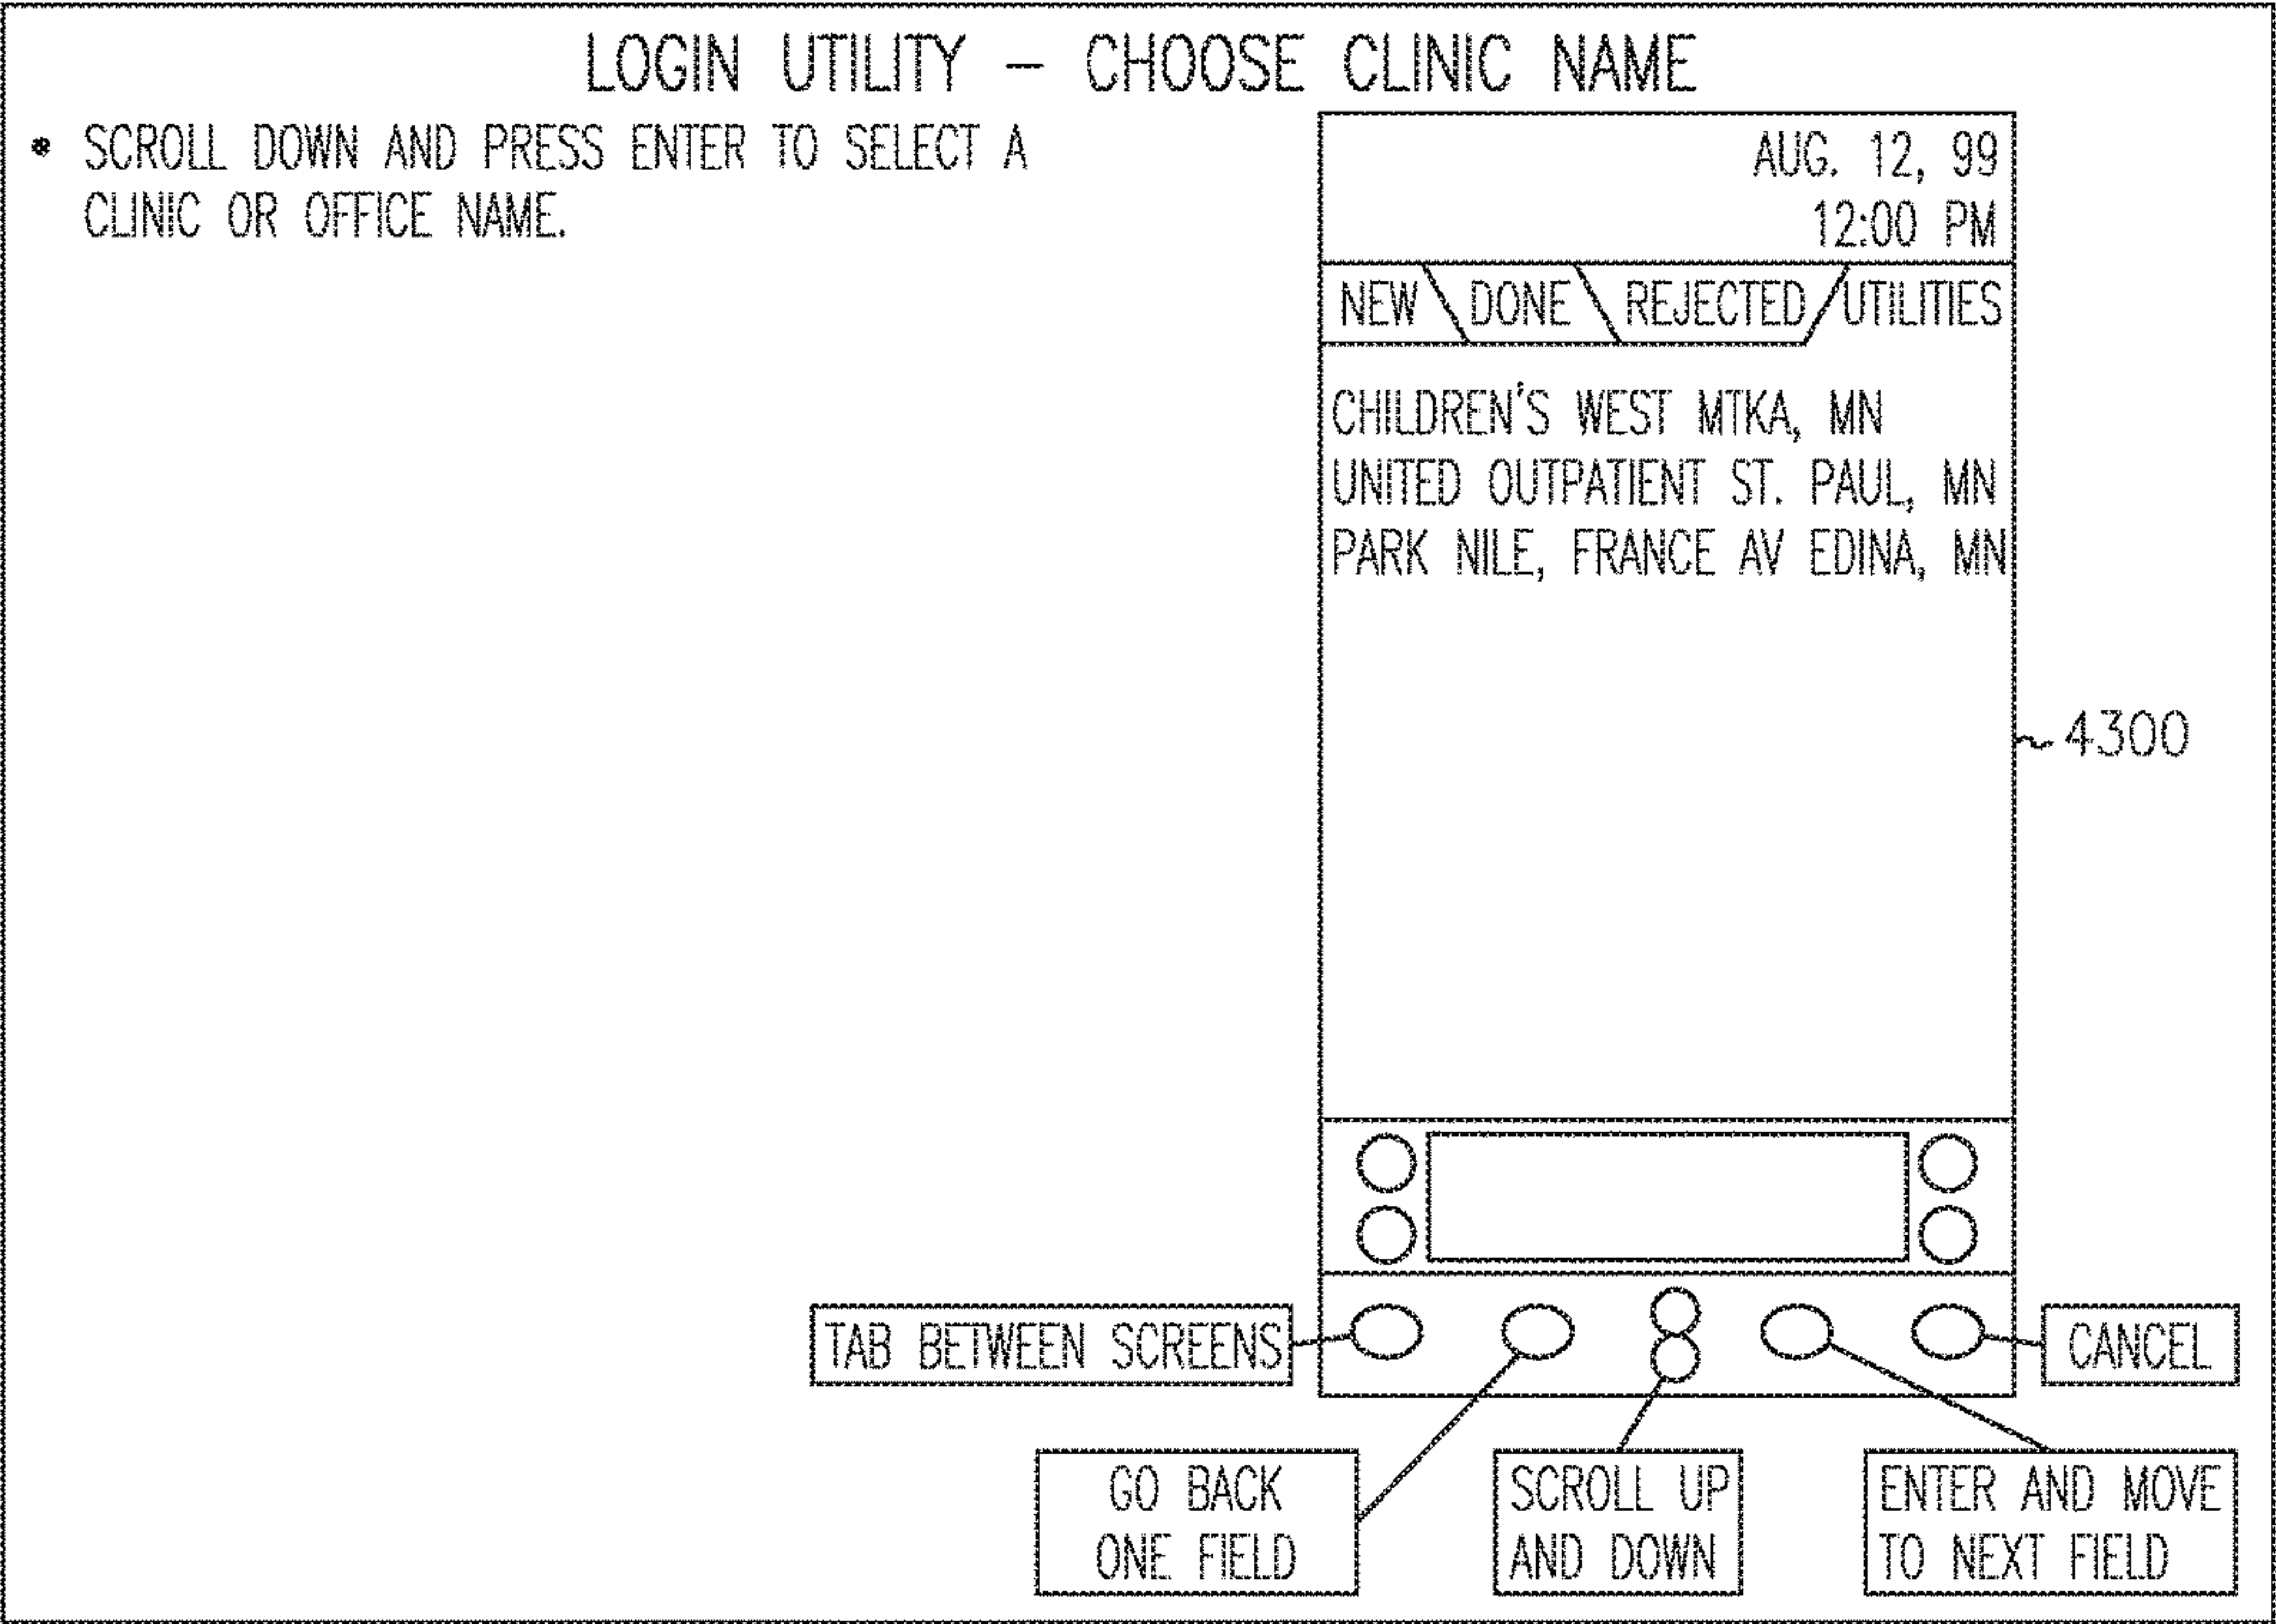 LOGIN UTILITY – CHOOSE CLINIC NAME
• SCROLL DOWN AND PRESS ENTER TO SELECT A
CLINIC OR OFFICE NAME.
AUG. 12, 99
12:00 PM
NEW DONE REJECTED UTILITIES
CHILDREN'S WEST MTKA, MN
UNITED OUTPATIENT ST. PAUL, MN
PARK NILE, FRANCE AV EDINA, MN
4300
TAB BETWEEN SCREENS
CANCEL
GO BACK
ONE FIELD
SCROLL UP
AND DOWN
ENTER AND MOVE
TO NEXT FIELD